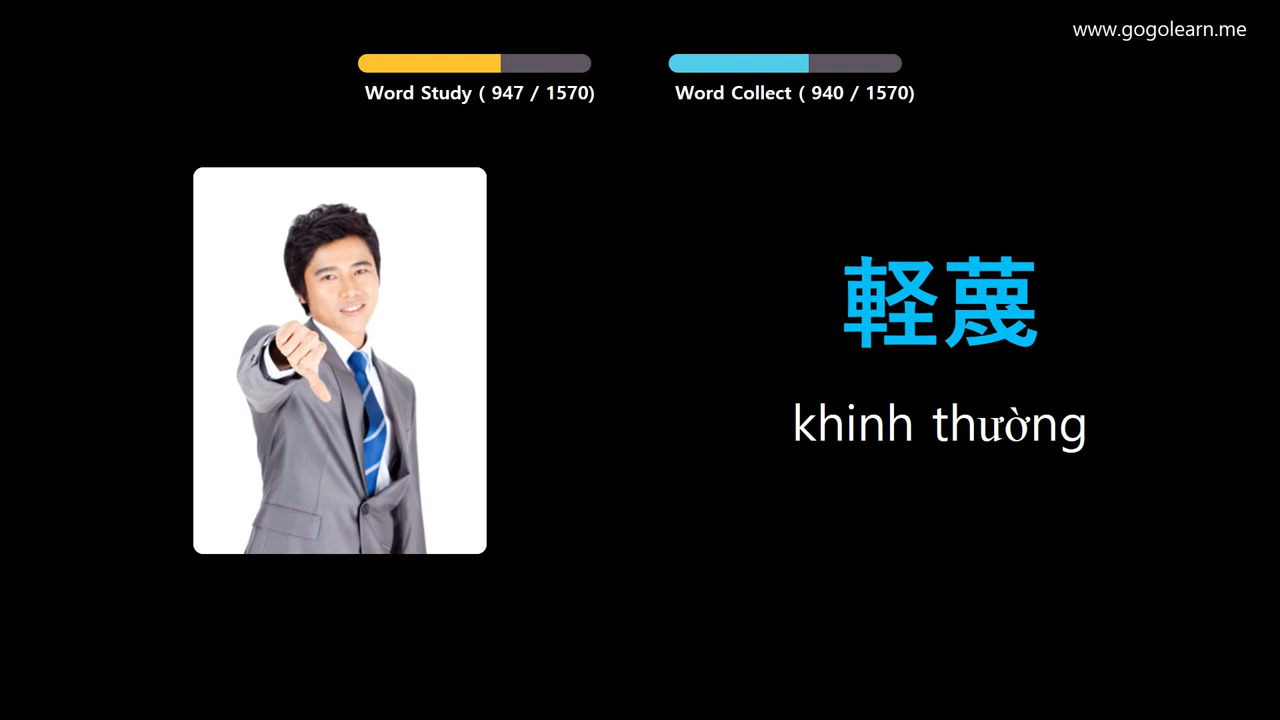 www.gogolearn.me
Word Study ( 947 / 1570)
Word Collect ( 940 / 1570)
軽蔑
khinh thường